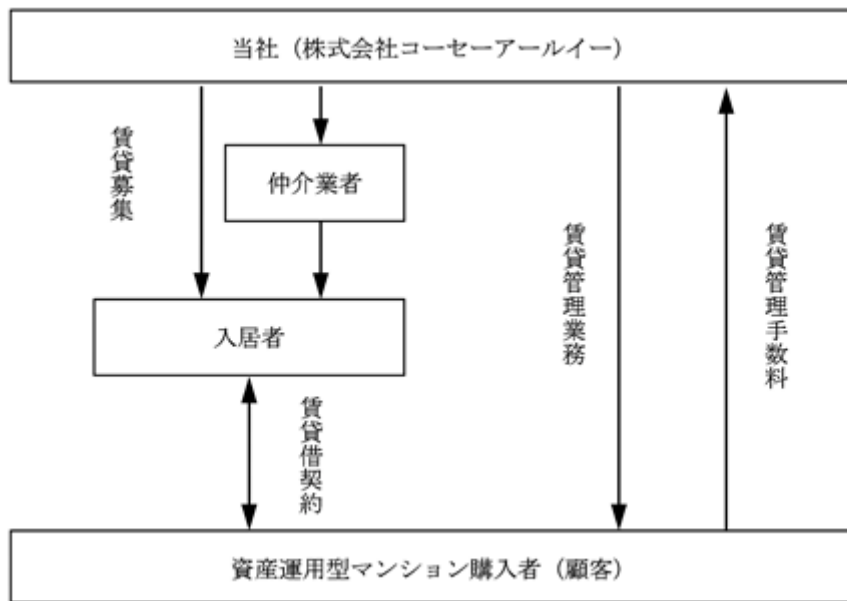 当社（株式会社コーセーアールイー）
賃貸募集
仲介業者
入居者
賃貸借契約
賃貸管理業務
賃貸管理手数料
資産運用型マンション購入者（顧客）